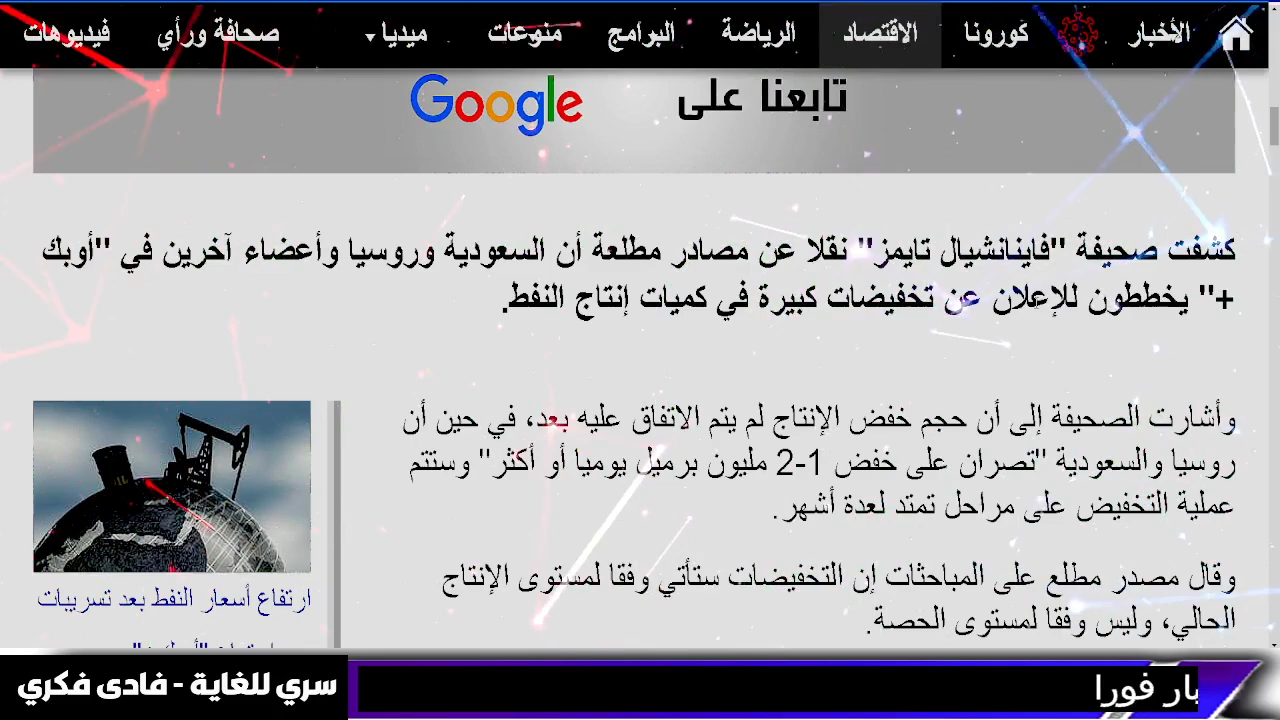 الأخبار كورونا الاقتصاد الرياضة البرامج منوعات ميديا صحافة ورأي فيديوهات
تابعنا على Google
كشفت صحيفة "فاينانشيال تايمز" نقلا عن مصادر مطلعة أن السعودية وروسيا وأعضاء آخرين في "أوبك
+" يخططون للإعلان عن تخفيضات كبيرة في كميات إنتاج النفط.
وأشارت الصحيفة إلى أن حجم خفض الإنتاج لم يتم الاتفاق عليه بعد، في حين أن
روسيا والسعودية "تصران على خفض 1-2 مليون برميل يوميا أو أكثر" وستتم
عملية التخفيض على مراحل تمتد لعدة أشهر.
وقال مصدر مطلع على المباحثات إن التخفيضات ستأتي وفقا لمستوى الإنتاج
الحالي، وليس وفقا لمستوى الحصة.
ارتفاع أسعار النفط بعد تسريبات
بار فورا
سري للغاية - فادى فكري